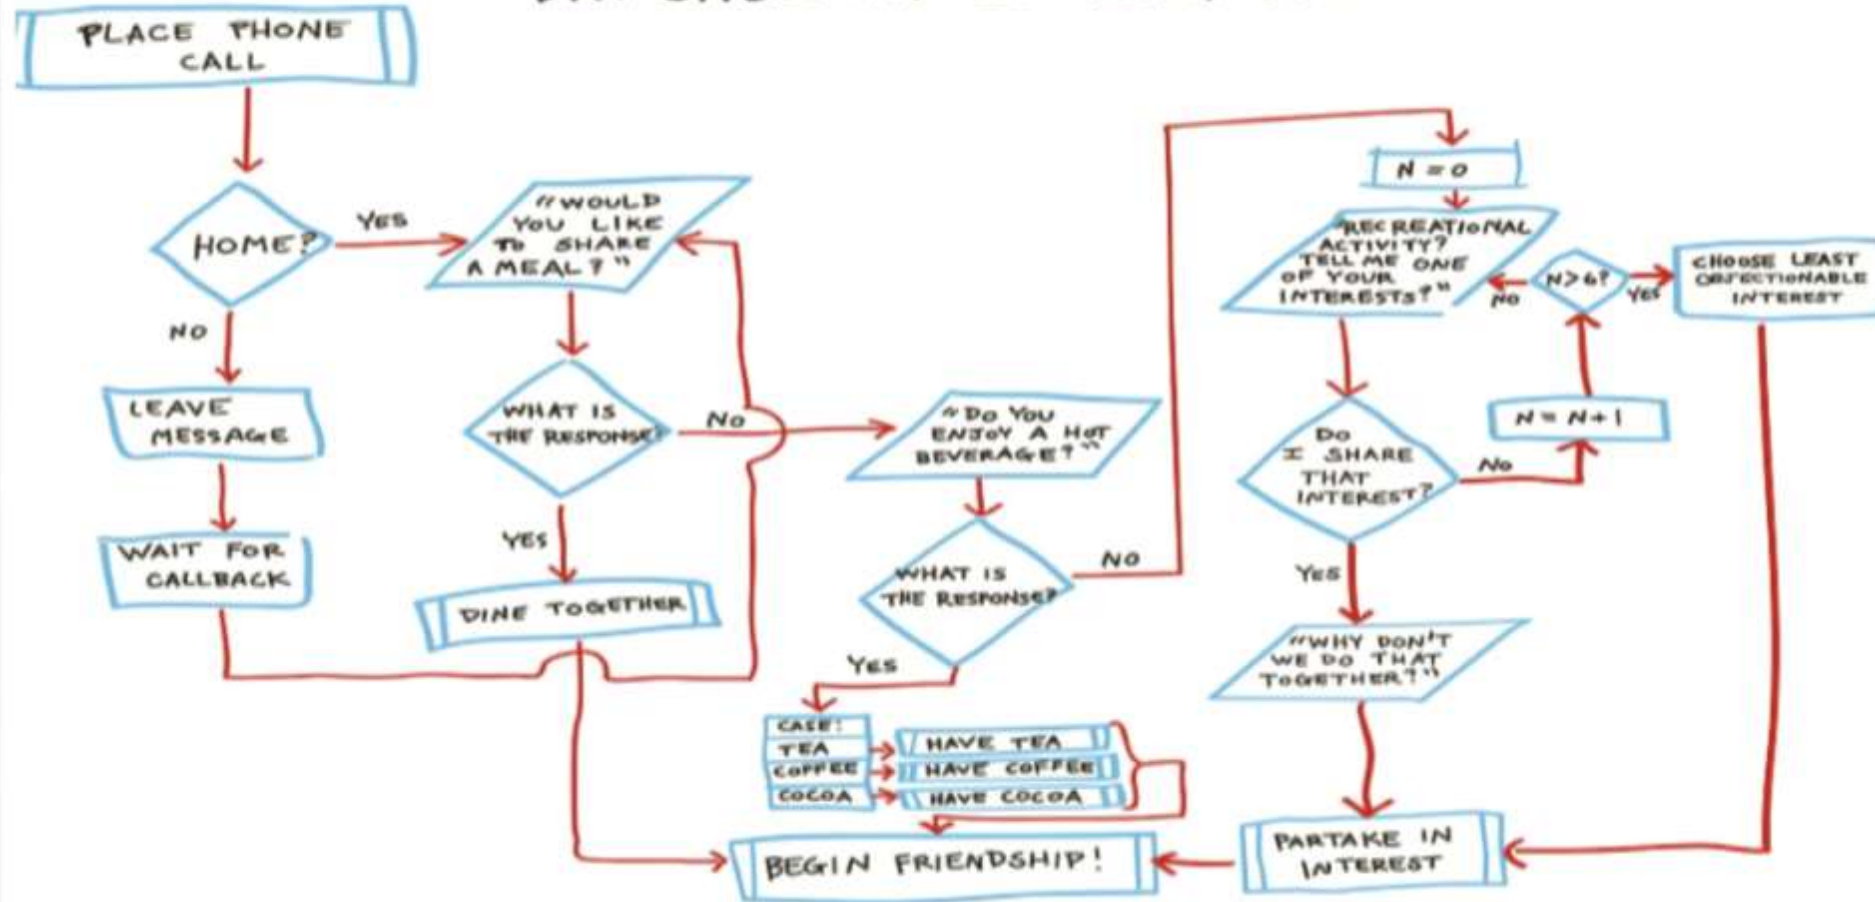 PLACE PHONE
CALL
HOME?
YES
NO
LEAVE
MESSAGE
WAIT FOR
CALLBACK
"WOULD
YOU LIKE
TO SHARE
A MEAL?"
WHAT IS
THE RESPONSE?
NO
YES
DINE TOGETHER
"DO YOU
ENJOY A HOT
BEVERAGE?"
WHAT IS
THE RESPONSE?
NO
YES
CASE:
TEA
HAVE TEA
COFFEE
HAVE COFFEE
COCOA
HAVE COCOA
N = 0
"RECREATIONAL
ACTIVITY?
TELL ME ONE
OF YOUR
INTERESTS?"
N>6?
NO
YES
CHOOSE LEAST
OBJECTIONABLE
INTEREST
N = N+1
DO
I SHARE
THAT
INTEREST?
NO
YES
"WHY DON'T
WE DO THAT
TOGETHER?"
PARTAKE IN
INTEREST
BEGIN FRIENDSHIP!